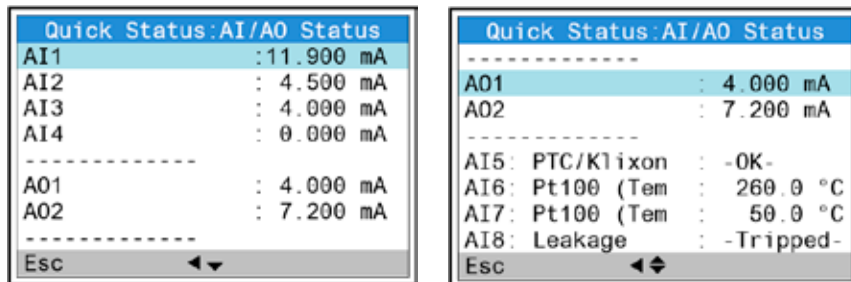 Quick Status:AI/AO Status
AI1 :11.900 mA
AI2 : 4.500 mA
AI3 : 4.000 mA
AI4 : 0.000 mA
-------------
AO1 : 4.000 mA
AO2 : 7.200 mA
-------------
Esc
Quick Status:AI/AO Status
-------------
AO1 : 4.000 mA
AO2 : 7.200 mA
-------------
AI5: PTC/Klixon : -OK-
AI6: Pt100 (Tem : 260.0 °C
AI7: Pt100 (Tem : 50.0 °C
AI8: Leakage : -Tripped-
Esc